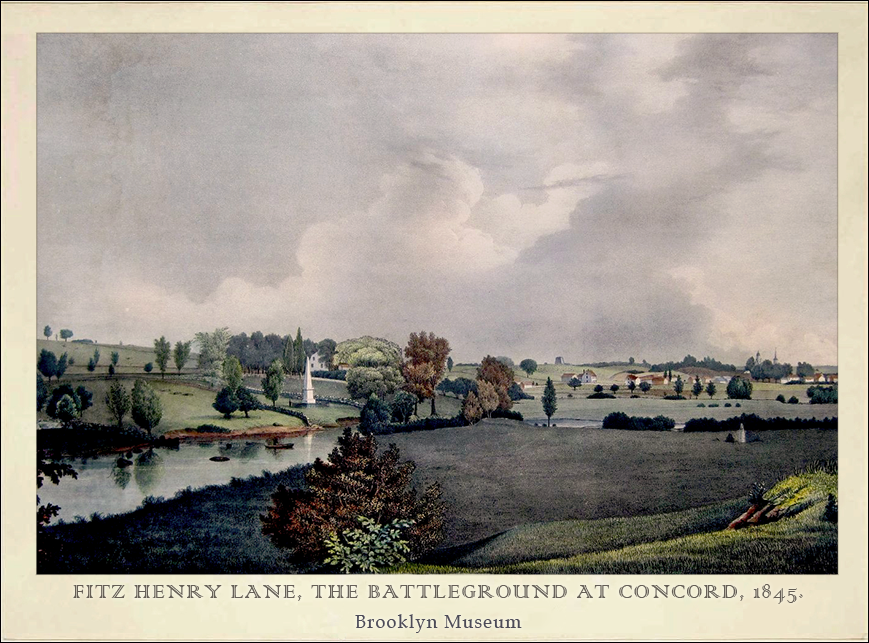 FITZ HENRY LANE, THE BATTLEGROUND AT CONCORD, 1845.
Brooklyn Museum